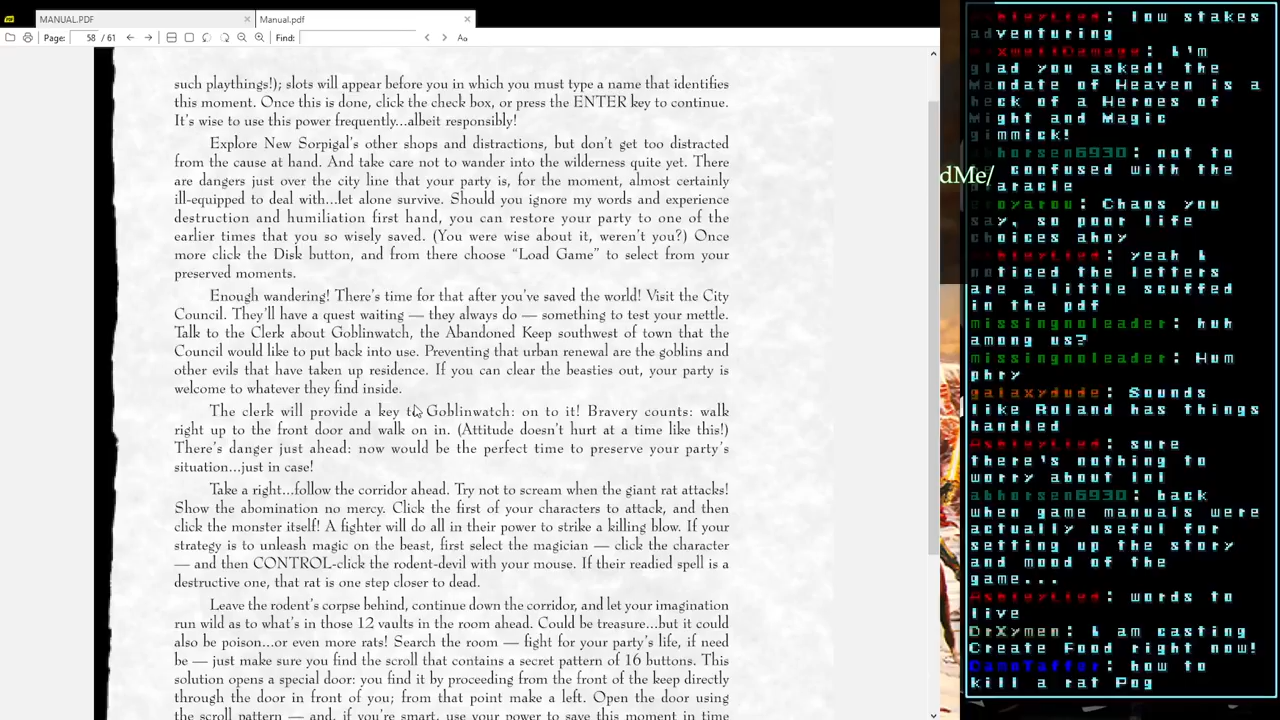 MANUAL.PDF
Manual.pdf
Page: 58 / 61
Find:
Aa
such playthings!); slots will appear before you in which you must type a name that identifies
this moment. Once this is done, click the check box, or press the ENTER key to continue.
It's wise to use this power frequently...albeit responsibly!
Explore New Sorpigal's other shops and distractions, but don't get too distracted
from the cause at hand. And take care not to wander into the wilderness quite yet. There
are dangers just over the city line that your party is, for the moment, almost certainly
ill-equipped to deal with...let alone survive. Should you ignore my words and experience
destruction and humiliation first hand, you can restore your party to one of the
earlier times that you so wisely saved. (You were wise about it, weren't you?) Once
more click the Disk button, and from there choose “Load Game” to select from your
preserved moments.
Enough wandering! There's time for that after you've saved the world! Visit the City
Council. They'll have a quest waiting — they always do — something to test your mettle.
Talk to the Clerk about Goblinwatch, the Abandoned Keep southwest of town that the
Council would like to put back into use. Preventing that urban renewal are the goblins and
other evils that have taken up residence. If you can clear the beasties out, your party is
welcome to whatever they find inside.
The clerk will provide a key to Goblinwatch: on to it! Bravery counts: walk
right up to the front door and walk on in. (Attitude doesn't hurt at a time like this!)
There's danger just ahead: now would be the perfect time to preserve your party's
situation...just in case!
Take a right...follow the corridor ahead. Try not to scream when the giant rat attacks!
Show the abomination no mercy. Click the first of your characters to attack, and then
click the monster itself! A fighter will do all in their power to strike a killing blow. If your
strategy is to unleash magic on the beast, first select the magician — click the character
— and then CONTROL-click the rodent-devil with your mouse. If their readied spell is a
destructive one, that rat is one step closer to dead.
Leave the rodent's corpse behind, continue down the corridor, and let your imagination
run wild as to what's in those 12 vaults in the room ahead. Could be treasure...but it could
also be poison...or even more rats! Search the room — fight for your party's life, if need
be — just make sure you find the scroll that contains a secret pattern of 16 buttons. This
solution opens a special door: you find it by proceeding from the front of the keep directly
through the door in front of you; from that point make a left. Open the door using
the scroll pattern — and, if you're smart, use your power to save this moment in time
dMe/
low stakes
adventuring
I'm
glad you asked! the
Mandate of Heaven is a
heck of a Heroes of
Might and Magic
gimmick!
abhorsen6930: not to
be confused with the
Chaos you
say, so poor life
choices ahoy
AsherLied: yeah I
noticed the letters
are a little scuffed
in the pdf
missingnoleader: huh
among us?
missingnoleader: Hum
phry
galaxydude: Sounds
like Roland has things
handled
AsherLied: sure
there's nothing to
worry about lol
abhorsen6930: back
when game manuals were
actually useful for
setting up the story
and mood of the
game...
AsherLied: words to
live
DrXymen: I am casting
Create Food right now!
CamnTaffer: how to
kill a rat Pog